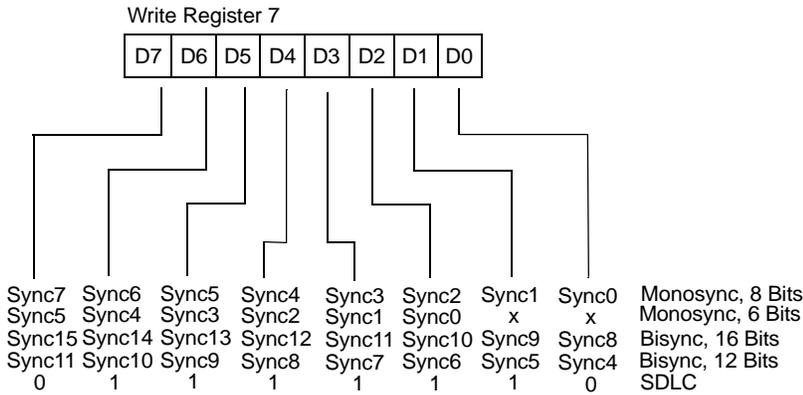 Write Register 7
D7 D6 D5 D4 D3 D2 D1 D0
Sync7 Sync6 Sync5 Sync4 Sync3 Sync2 Sync1 Sync0 Monosync, 8 Bits
Sync5 Sync4 Sync3 Sync2 Sync1 Sync0 x x Monosync, 6 Bits
Sync15 Sync14 Sync13 Sync12 Sync11 Sync10 Sync9 Sync8 Bisync, 16 Bits
Sync11 Sync10 Sync9 Sync8 Sync7 Sync6 Sync5 Sync4 Bisync, 12 Bits
0 1 1 1 1 1 1 0 SDLC